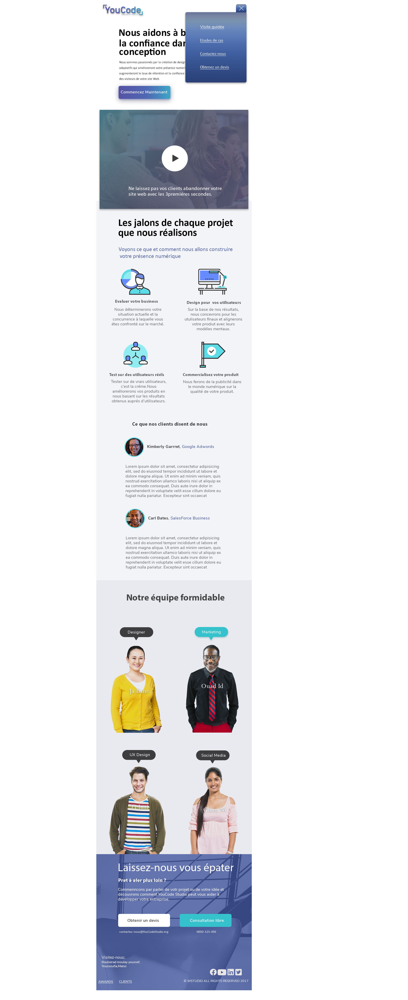 YouCode
Visite guidée
Etudes de cas
Contactez-nous
Obtenez un devis
Nous aidons à b
la confiance dan
conception
Nous sommes passionnés par la création de design
adaptatifs qui amélioreront votre présence numeri
augmenteront le taux de rétention et la confiance
des visiteurs de votre site Web
Commencez Maintenant
Ne laissez pas vos clients abandonner votre
site web avec les 3premiéres secondes.
Les jalons de chaque projet
que nous réalisons
Voyons ce que et comment nous allons construire
votre présence numérique
Evaluer votre business
Nous déterminerons votre
situation actuelle et la
concurrence à laquelle vous
étes confronté sur le marché.
Design pour vos utilisateurs
Sur la base de nos résultats,
nous concevrons pour les
utulisateurs finaux et alignerons
votre prodiut avec leurs
modéles mentaux.
Test sur des utilisateurs rééls
Tester sur de vrais utilisateurs,
c'est la créme.Nous
améliorerons vos produits en
nous basant sur les résultats
obtenus auprés d'utilisateurs.
Commercialisez votre produit
Nous ferons de la publicité dans
le monde numérique sur la
qualité de votre produit.
Ce que nos clients disent de nous
Kimberly Garrret, Google Adwords
Lorem ipsum dolor sit amet, consectetur adipisicing
elit, sed do eiusmod tempor incididunt ut labore et
dolore magna aliqua. Ut enim ad minim veniam, quis
nostrud exercitation ullamco laboris nisi ut aliquip ex
ea commodo consequat. Duis aute irure dolor in
reprehenderit in voluptate velit esse cillum dolore eu
fugiat nulla pariatur. Excepteur sint occaecat
Carl Bates, SalesForce Business
Lorem ipsum dolor sit amet, consectetur adipisicing
elit, sed do eiusmod tempor incididunt ut labore et
dolore magna aliqua. Ut enim ad minim veniam, quis
nostrud exercitation ullamco laboris nisi ut aliquip ex
ea commodo consequat. Duis aute irure dolor in
reprehenderit in voluptate velit esse cillum dolore eu
fugiat nulla pariatur. Excepteur sint occaecat
Notre équipe formidable
Designer
Marketing
Ja Bane
Ouad Id
UX Design
Social Media
Jani
Chou Ni
Laissez-nous vous épater
Pret à aler plus loin ?
Commenncons par parler de votr projet ou de votre idée et
découvrons comment YouCode Studio peut vous aider à
développer votre entreprise.
Obtenir un devis
Consultation libre
contactez-nous@YouCodeStudio.org
0600-123-456
Visitez-nous;
Boulverad moulay youssef,
Youssoufia,Maroc
AWARDS
CLIENTS
© WSTUDIO ALL RIGHTS RESERVED 2017